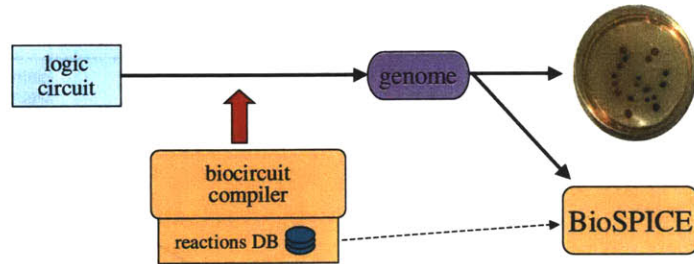 logic
circuit
genome
biocircuit
compiler
reactions DB
BioSPICE